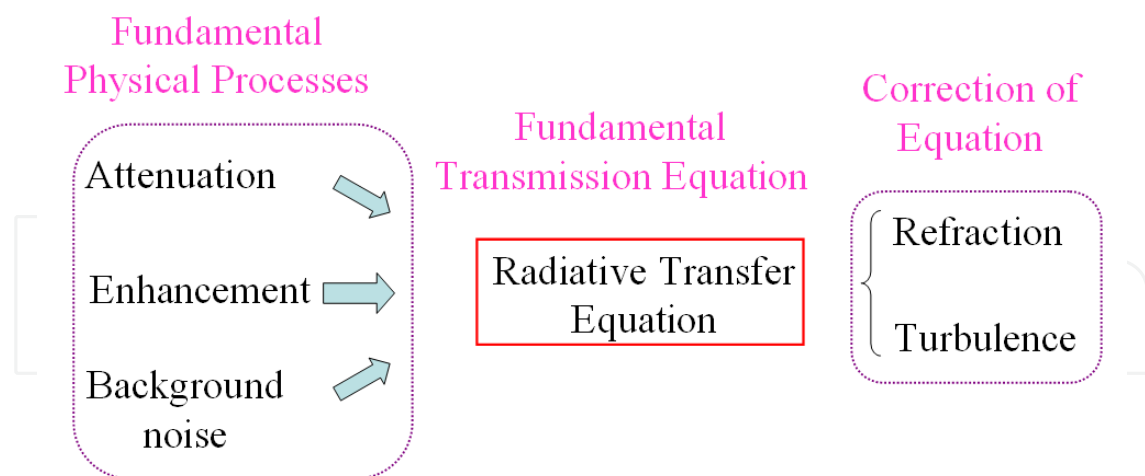 Fundamental
Physical Processes
Attenuation
Enhancement
Background
noise
Fundamental
Transmission Equation
Radiative Transfer
Equation
Correction of
Equation
Refraction
Turbulence